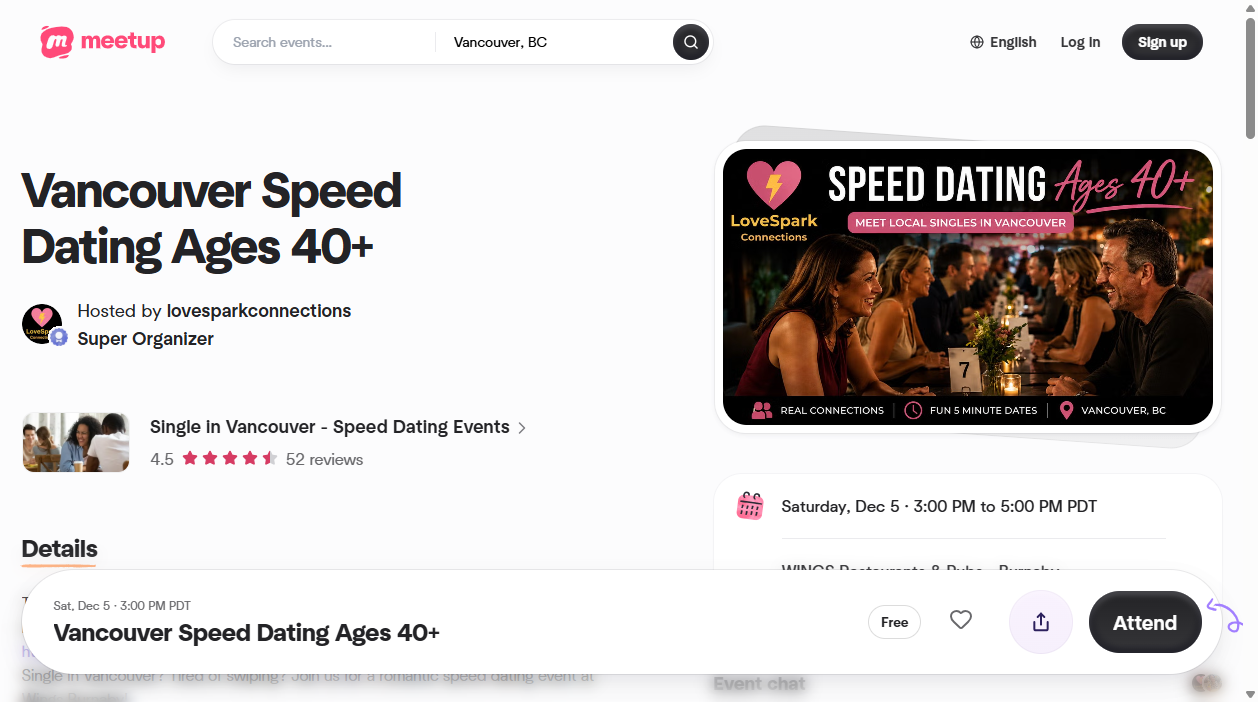 meetup
Search events...
Vancouver, BC
English
Log in
Sign up
Vancouver Speed
Dating Ages 40+
Hosted by lovesparkconnections
Super Organizer
Single in Vancouver - Speed Dating Events
4.5
52 reviews
Details
LoveSpark
Connections
SPEED DATING Ages 40+
MEET LOCAL SINGLES IN VANCOUVER
7
REAL CONNECTIONS
FUN 5 MINUTE DATES
VANCOUVER, BC
Saturday, Dec 5 · 3:00 PM to 5:00 PM PDT
WINGS Restaurants & Pubs - Burnaby
Sat, Dec 5 · 3:00 PM PDT
Vancouver Speed Dating Ages 40+
Free
Attend
Single in Vancouver? Tired of swiping? Join us for a romantic speed dating event at
Event chat